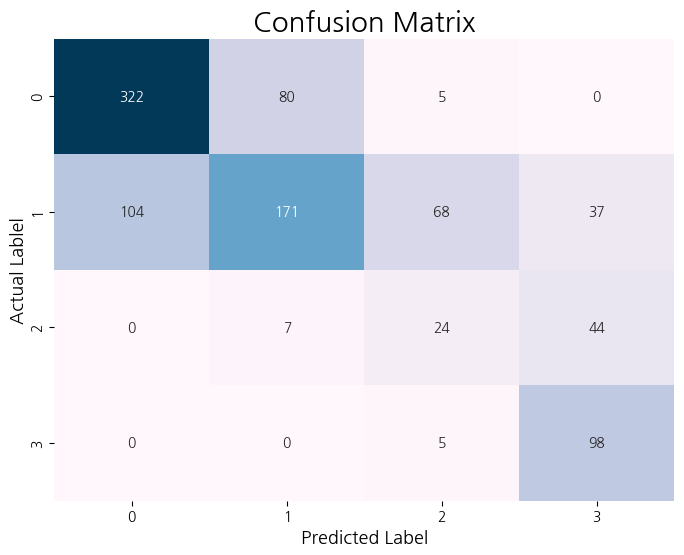 Confusion Matrix
Actual Lablel
0 322 80 5 0
1 104 171 68 37
2 0 7 24 44
3 0 0 5 98
0 1 2 3
Predicted Label